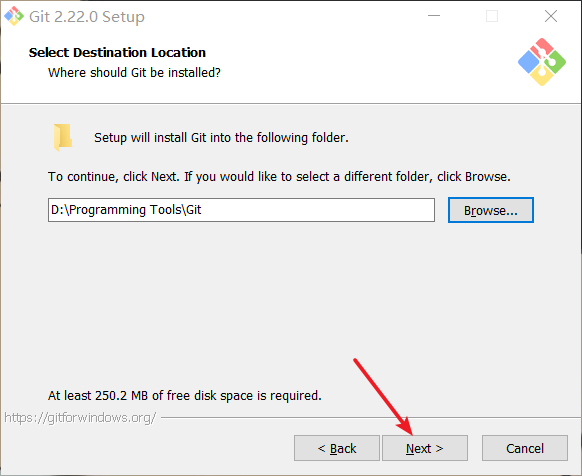 Git 2.22.0 Setup
Select Destination Location
Where should Git be installed?
Setup will install Git into the following folder.
To continue, click Next. If you would like to select a different folder, click Browse.
D:\Programming Tools\Git
Browse...
At least 250.2 MB of free disk space is required.
https://gitforwindows.org/
< Back
Next >
Cancel